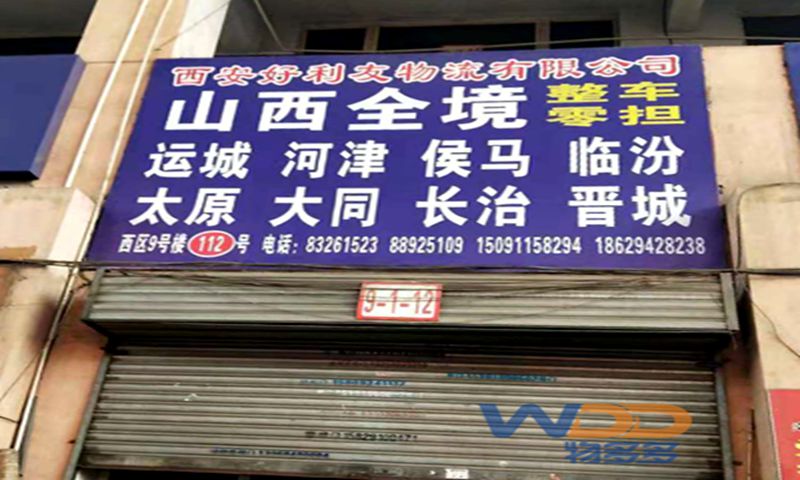 西安好利友物流有限公司
山西全境 整车 零担
运城 河津 侯马 临汾
太原 大同 长治 晋城
西区9号楼 112 号 电话: 83261523 88925109 15091158294 18629428238
9-1-12
WDD
物多多